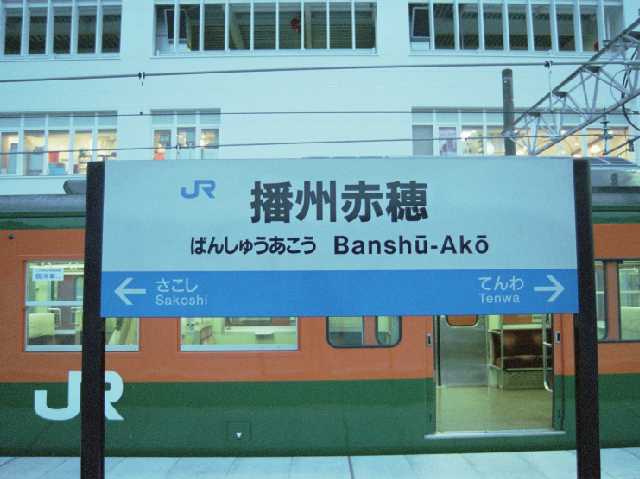 JR 播州赤穂
ばんしゅうあこう Banshū-Akō
さこし てんわ
Sakoshi Tenwa
JR